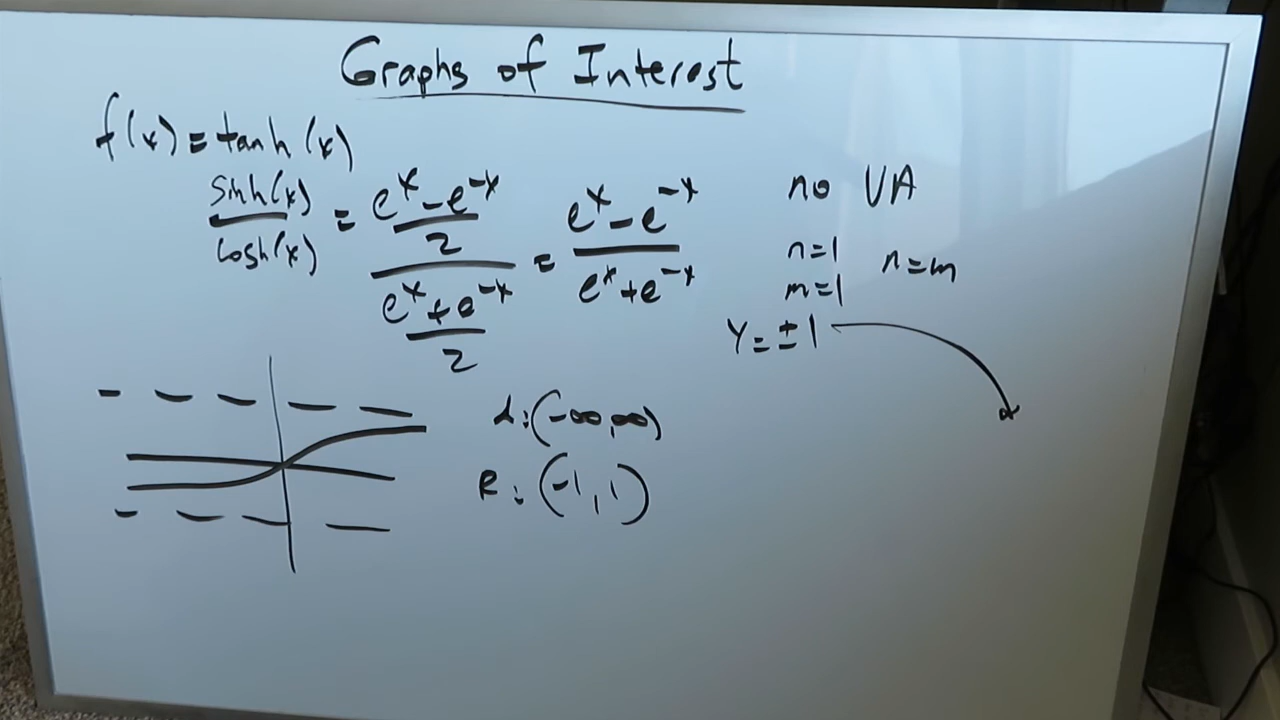 Graphs of Interest
f(x) = tanh(x)
sinh(x)/cosh(x) = ((e^x - e^-x)/2)/((e^x + e^-x)/2) = (e^x - e^-x)/(e^x + e^-x)
no VA
n=1
m=1
n=m
y = ±1
d: (-∞, ∞)
R: (-1, 1)